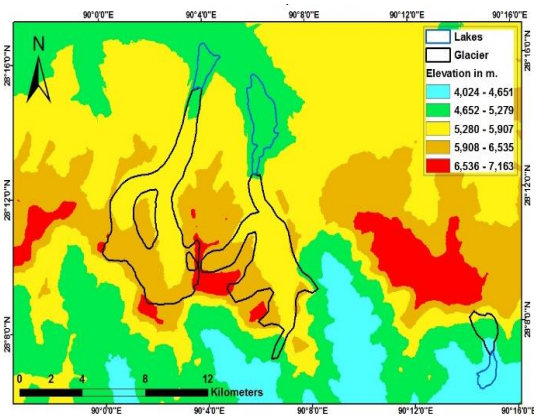 90°0'0"E 90°4'0"E 90°8'0"E 90°12'0"E 90°16'0"E
28°16'0"N
28°16'0"N
N
Lakes
Glacier
Elevation in m.
4,024 - 4,651
4,652 - 5,279
5,280 - 5,907
5,908 - 6,535
6,536 - 7,163
28°12'0"N
28°12'0"N
28°8'0"N
28°8'0"N
0 2 4 8 12
Kilometers
90°0'0"E 90°4'0"E 90°8'0"E 90°12'0"E 90°16'0"E